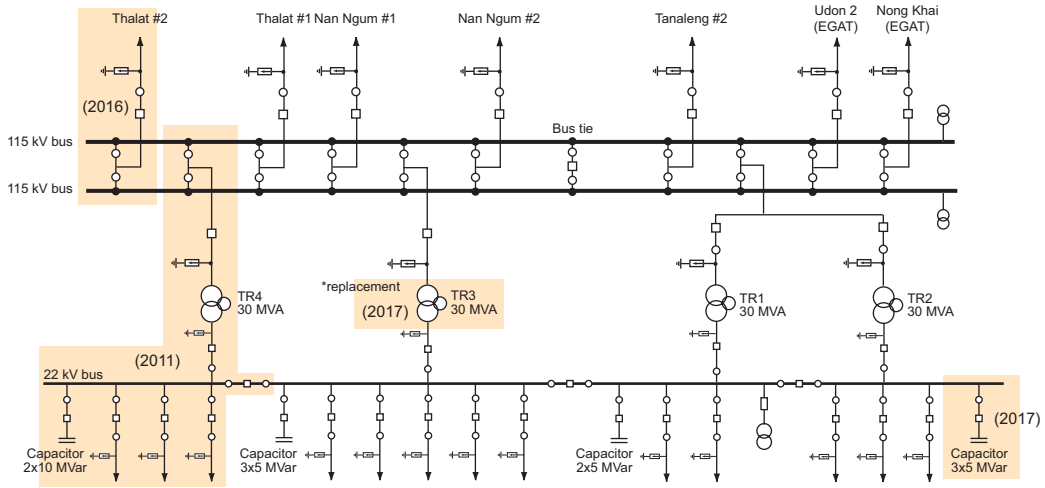 Thalat #2
Thalat #1
Nan Ngum #1
Nan Ngum #2
Tanaleng #2
Udon 2
(EGAT)
Nong Khai
(EGAT)
(2016)
115 kV bus
Bus tie
115 kV bus
TR4
30 MVA
*replacement
(2017)
TR3
30 MVA
TR1
30 MVA
TR2
30 MVA
(2011)
22 kV bus
(2017)
Capacitor
2x10 MVar
Capacitor
3x5 MVar
Capacitor
2x5 MVar
Capacitor
3x5 MVar